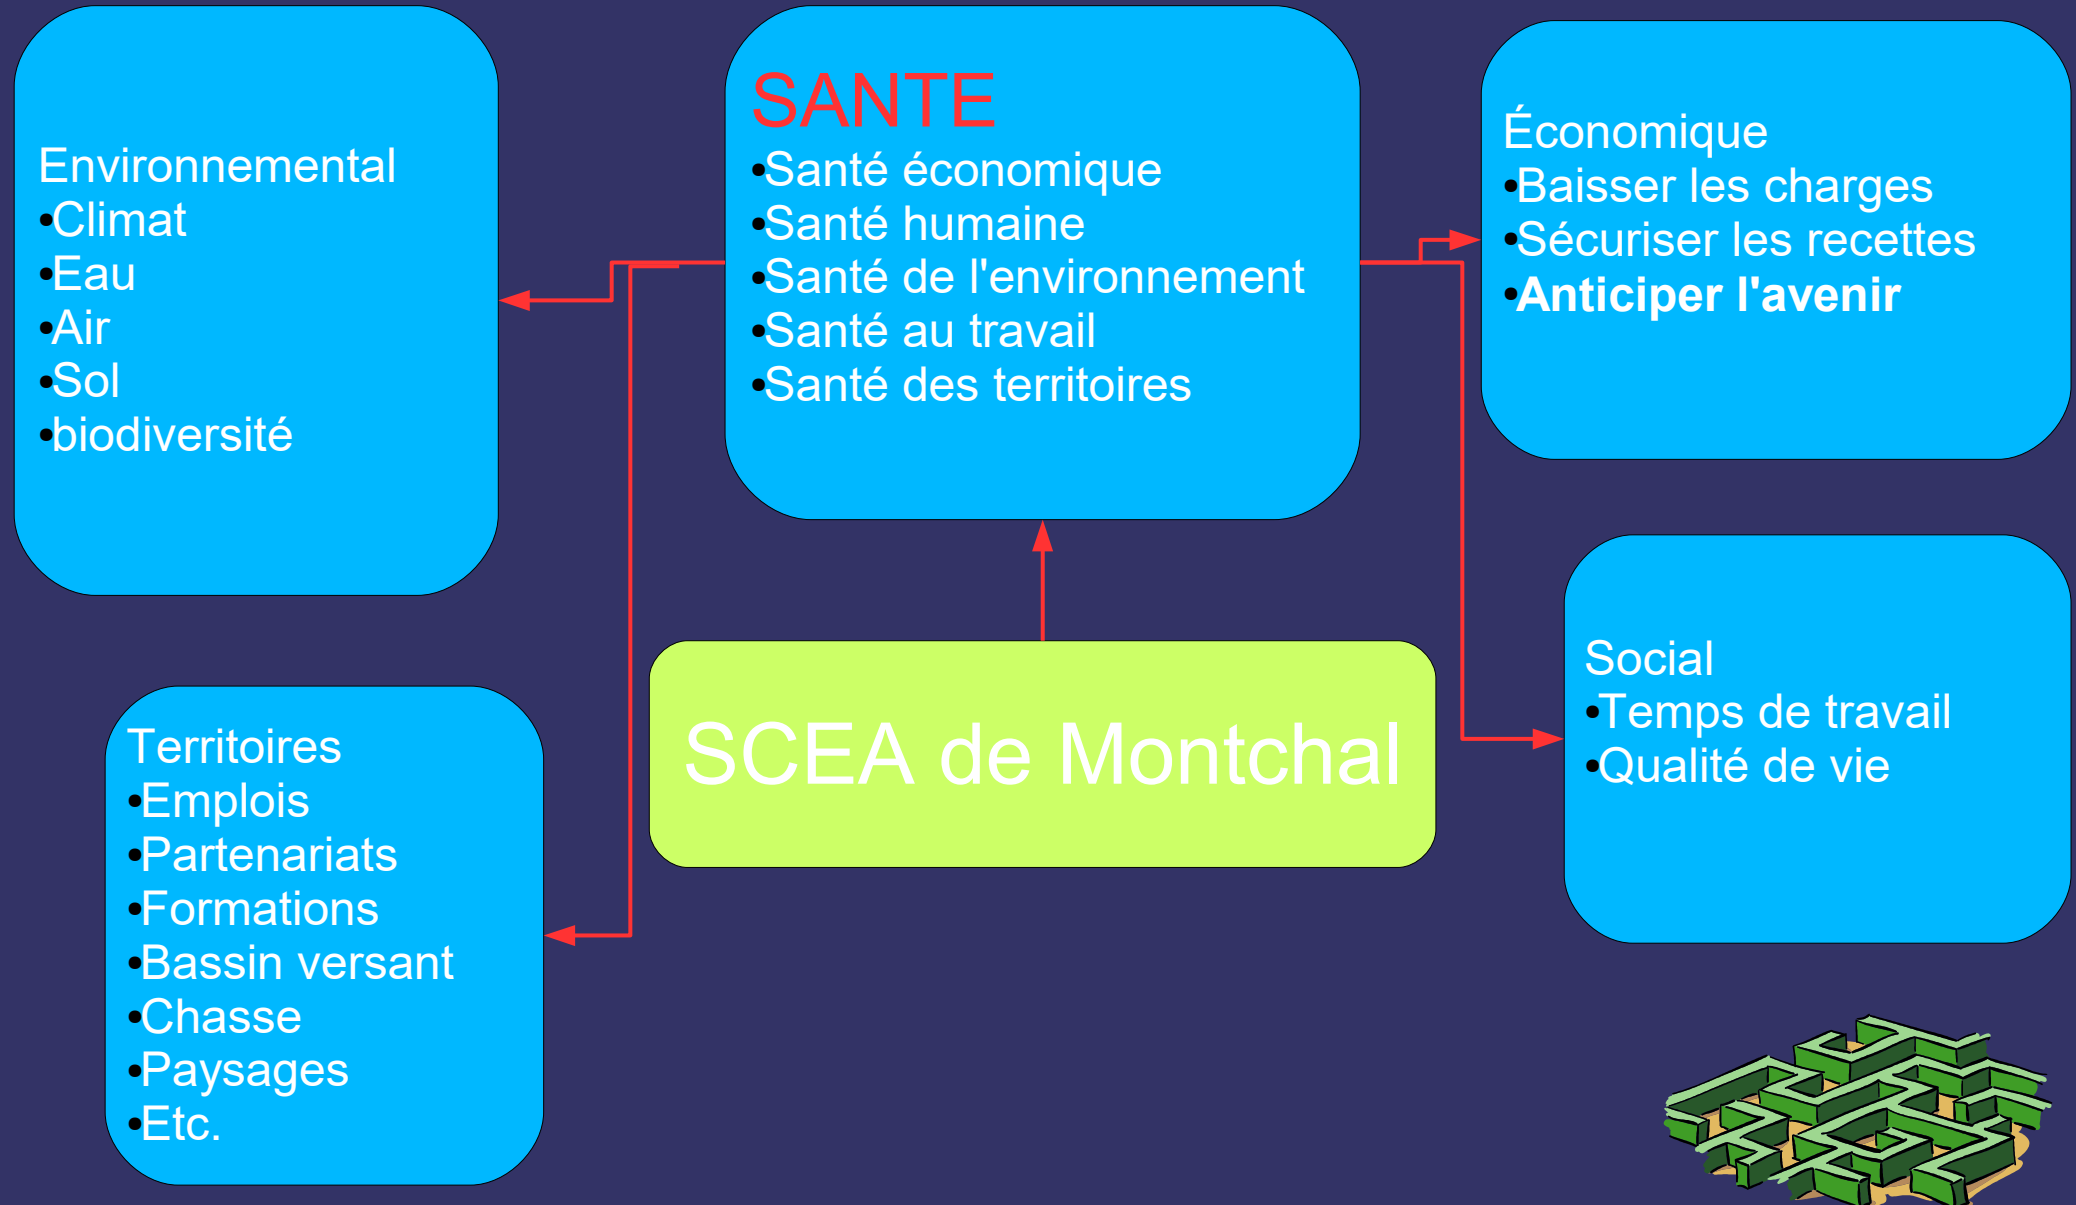 Environnemental
•Climat
•Eau
•Air
•Sol
•biodiversité
SANTE
•Santé économique
•Santé humaine
•Santé de l'environnement
•Santé au travail
•Santé des territoires
Économique
•Baisser les charges
•Sécuriser les recettes
•Anticiper l'avenir
Territoires
•Emplois
•Partenariats
•Formations
•Bassin versant
•Chasse
•Paysages
•Etc.
SCEA de Montchal
Social
•Temps de travail
•Qualité de vie